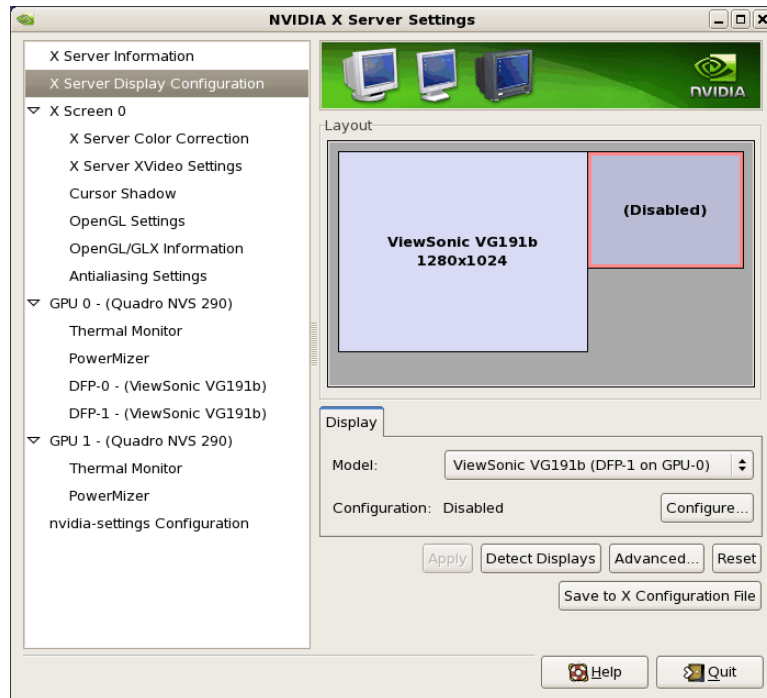 NVIDIA X Server Settings
X Server Information
X Server Display Configuration
X Screen 0
X Server Color Correction
X Server XVideo Settings
Cursor Shadow
OpenGL Settings
OpenGL/GLX Information
Antialiasing Settings
GPU 0 - (Quadro NVS 290)
Thermal Monitor
PowerMizer
DFP-0 - (ViewSonic VG191b)
DFP-1 - (ViewSonic VG191b)
GPU 1 - (Quadro NVS 290)
Thermal Monitor
PowerMizer
nvidia-settings Configuration
NVIDIA
Layout
ViewSonic VG191b
1280x1024
(Disabled)
Display
Model: ViewSonic VG191b (DFP-1 on GPU-0)
Configuration: Disabled Configure...
Apply Detect Displays Advanced... Reset
Save to X Configuration File
Help Quit